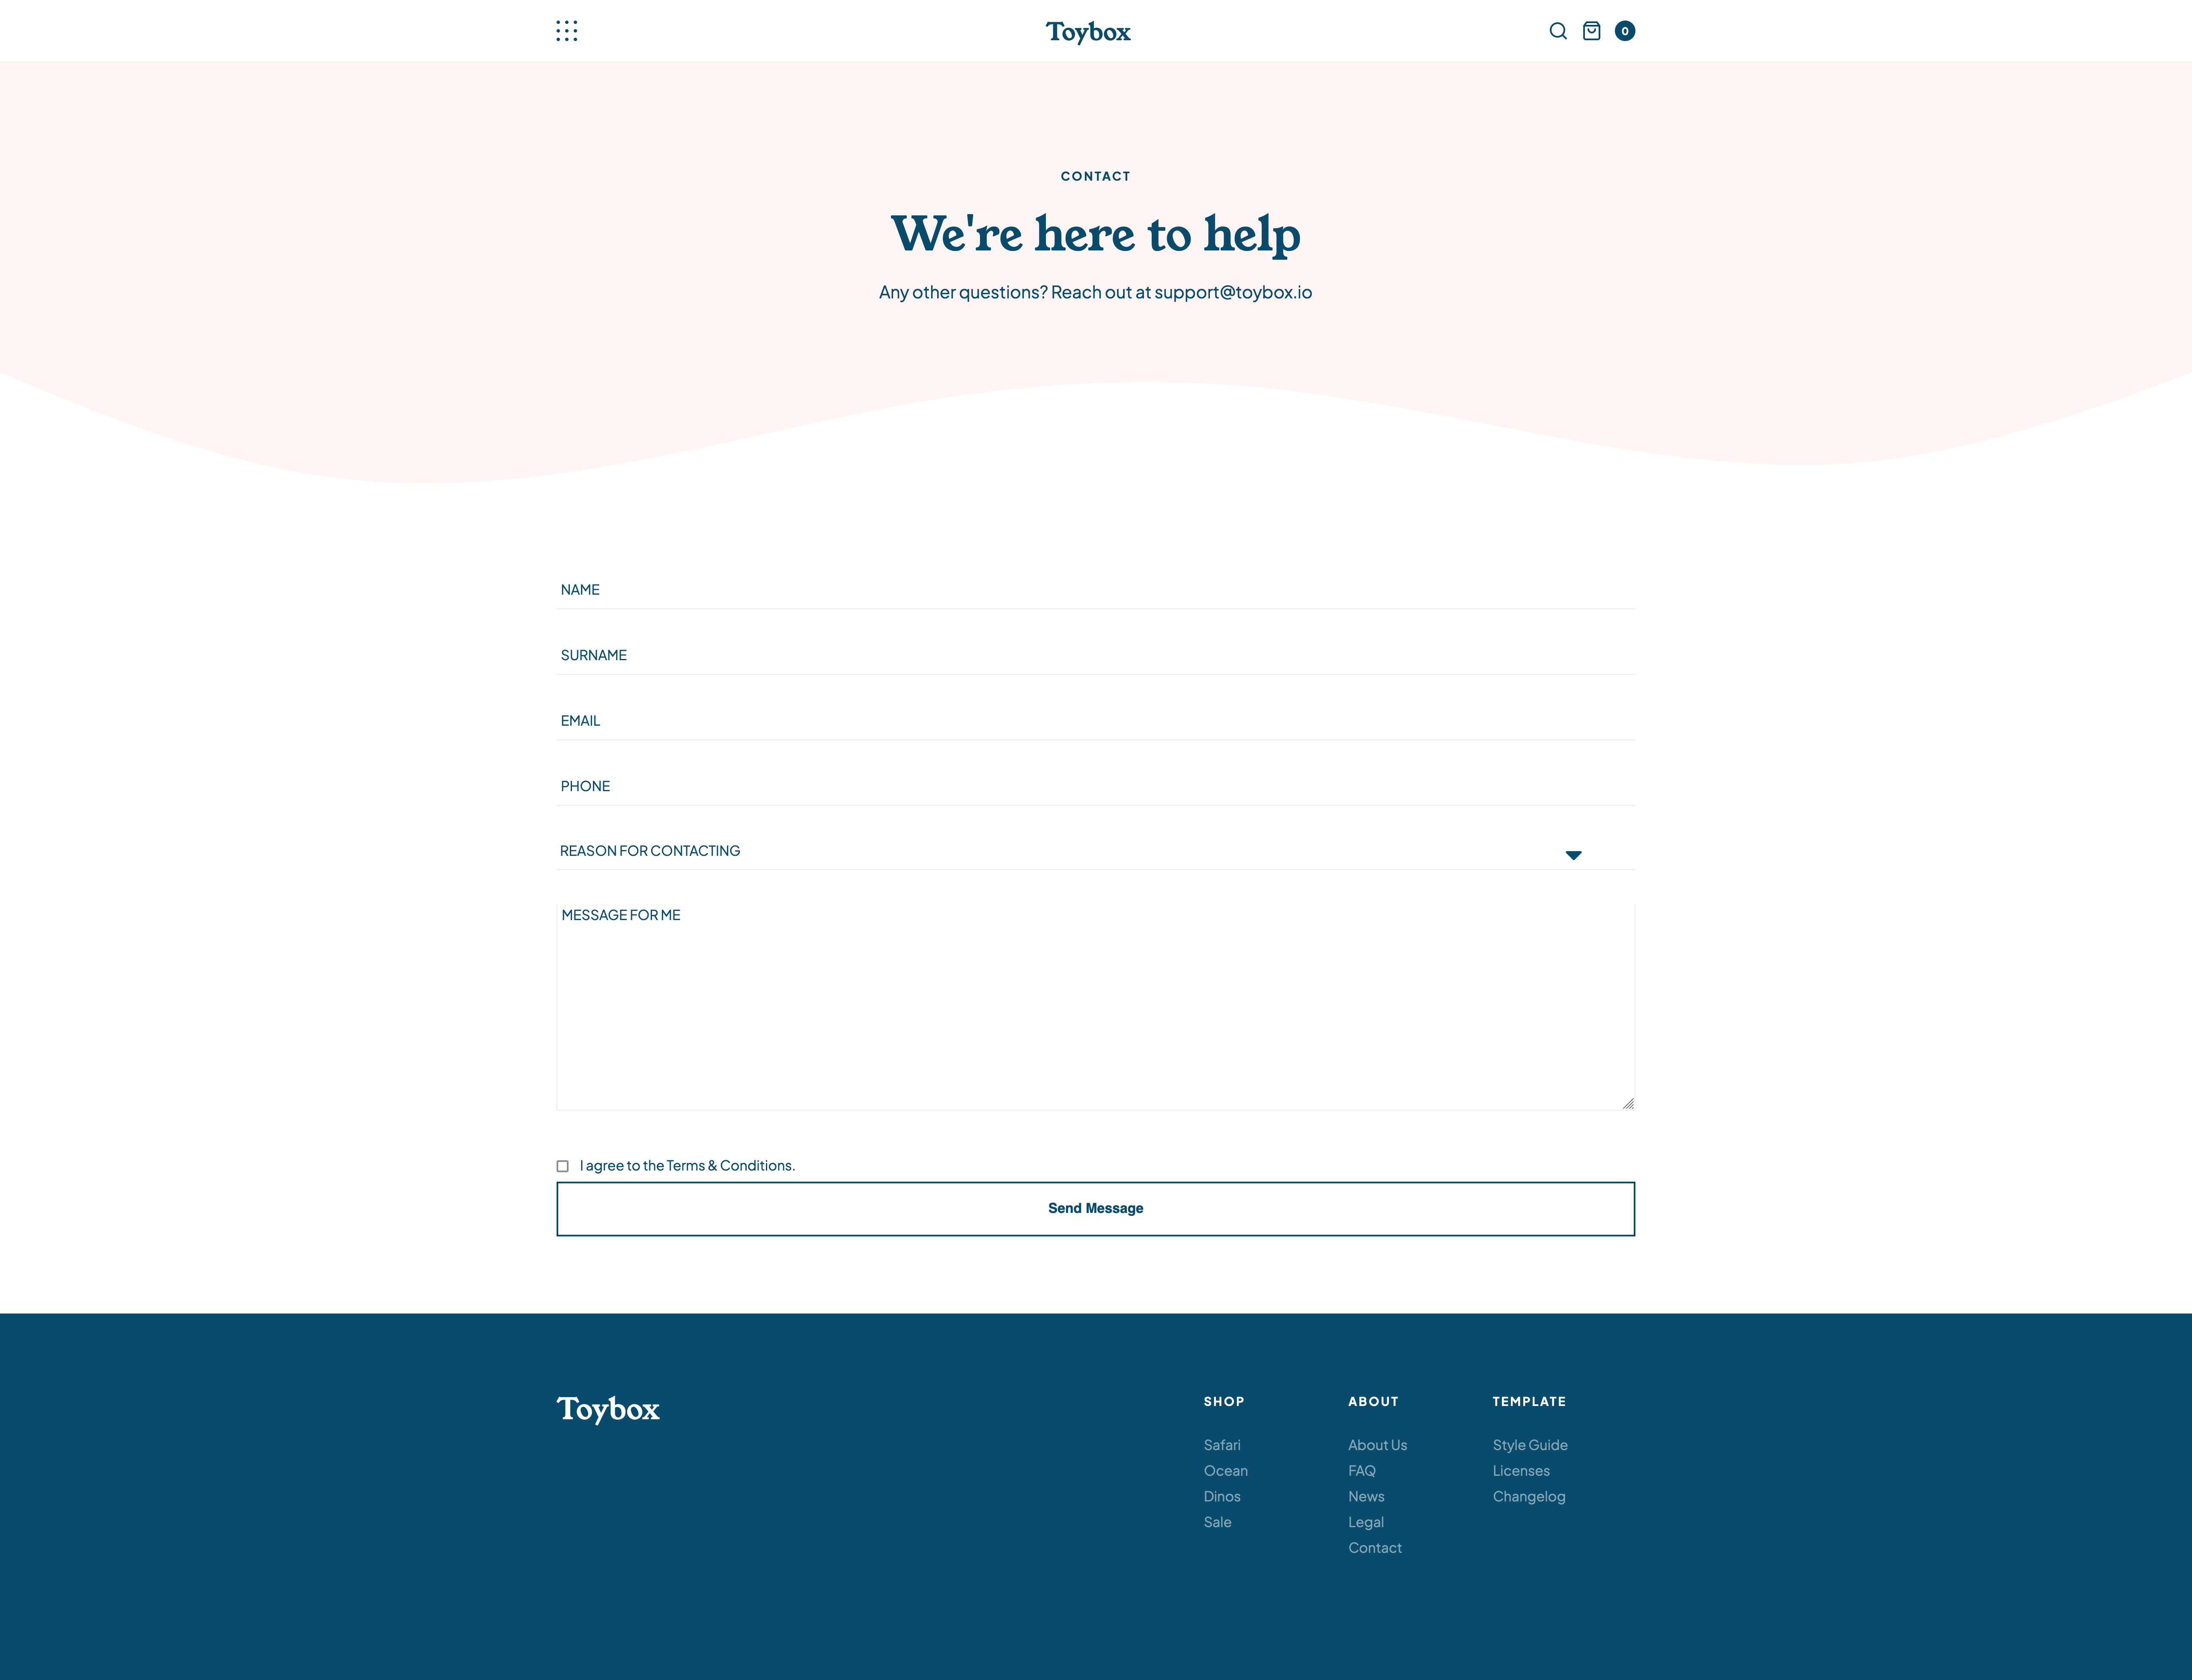 Toybox
0
CONTACT
We're here to help
Any other questions? Reach out at support@toybox.io
NAME
SURNAME
EMAIL
PHONE
REASON FOR CONTACTING
MESSAGE FOR ME
I agree to the Terms & Conditions.
Send Message
Toybox
SHOP
Safari
Ocean
Dinos
Sale
ABOUT
About Us
FAQ
News
Legal
Contact
TEMPLATE
Style Guide
Licenses
Changelog